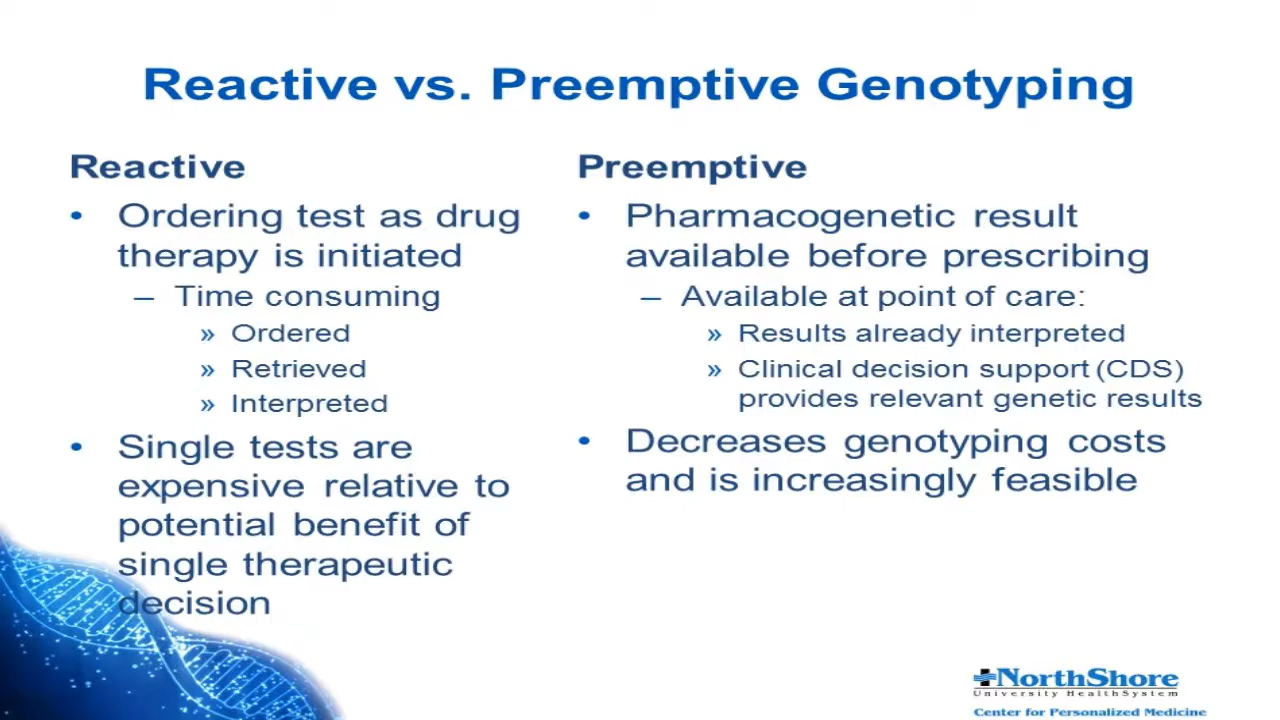 Reactive vs. Preemptive Genotyping
Reactive
• Ordering test as drug
therapy is initiated
– Time consuming
» Ordered
» Retrieved
» Interpreted
• Single tests are
expensive relative to
potential benefit of
single therapeutic
decision
Preemptive
• Pharmacogenetic result
available before prescribing
– Available at point of care:
» Results already interpreted
» Clinical decision support (CDS)
provides relevant genetic results
• Decreases genotyping costs
and is increasingly feasible
NorthShore
University HealthSystem
Center for Personalized Medicine